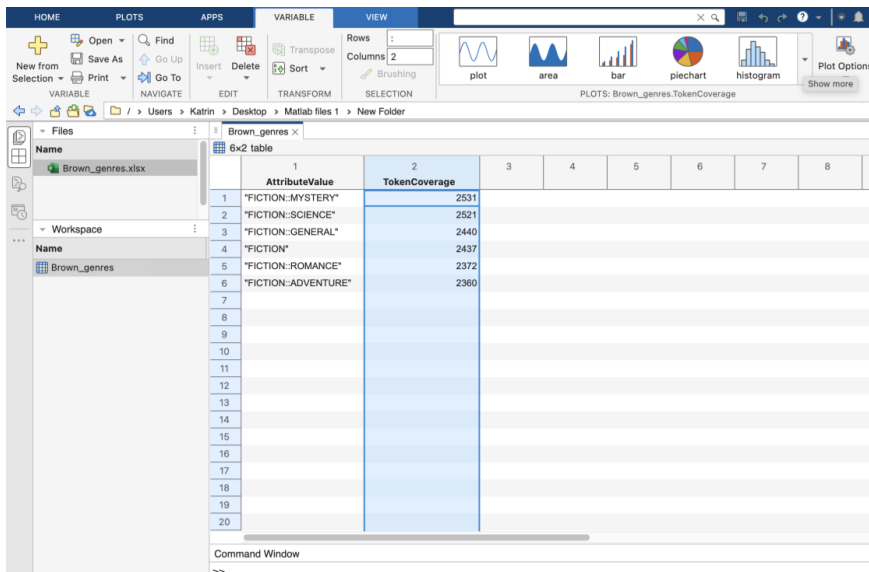 HOME PLOTS APPS VARIABLE VIEW
New from Selection
Open
Save As
Print
Find
Go Up
Go To
Insert
Delete
Transpose
Sort
Rows :
Columns 2
Brushing
plot area bar piechart histogram
Plot Options
VARIABLE NAVIGATE EDIT TRANSFORM SELECTION PLOTS: Brown_genres.TokenCoverage
Show more
/ › Users › Katrin › Desktop › Matlab files 1 › New Folder
Files
Name
Brown_genres.xlsx
Workspace
Name
Brown_genres
Brown_genres ×
6×2 table
1 2 3 4 5 6 7 8
AttributeValue TokenCoverage
1 "FICTION::MYSTERY" 2531
2 "FICTION::SCIENCE" 2521
3 "FICTION::GENERAL" 2440
4 "FICTION" 2437
5 "FICTION::ROMANCE" 2372
6 "FICTION::ADVENTURE" 2360
7
8
9
10
11
12
13
14
15
16
17
18
19
20
Command Window
>>